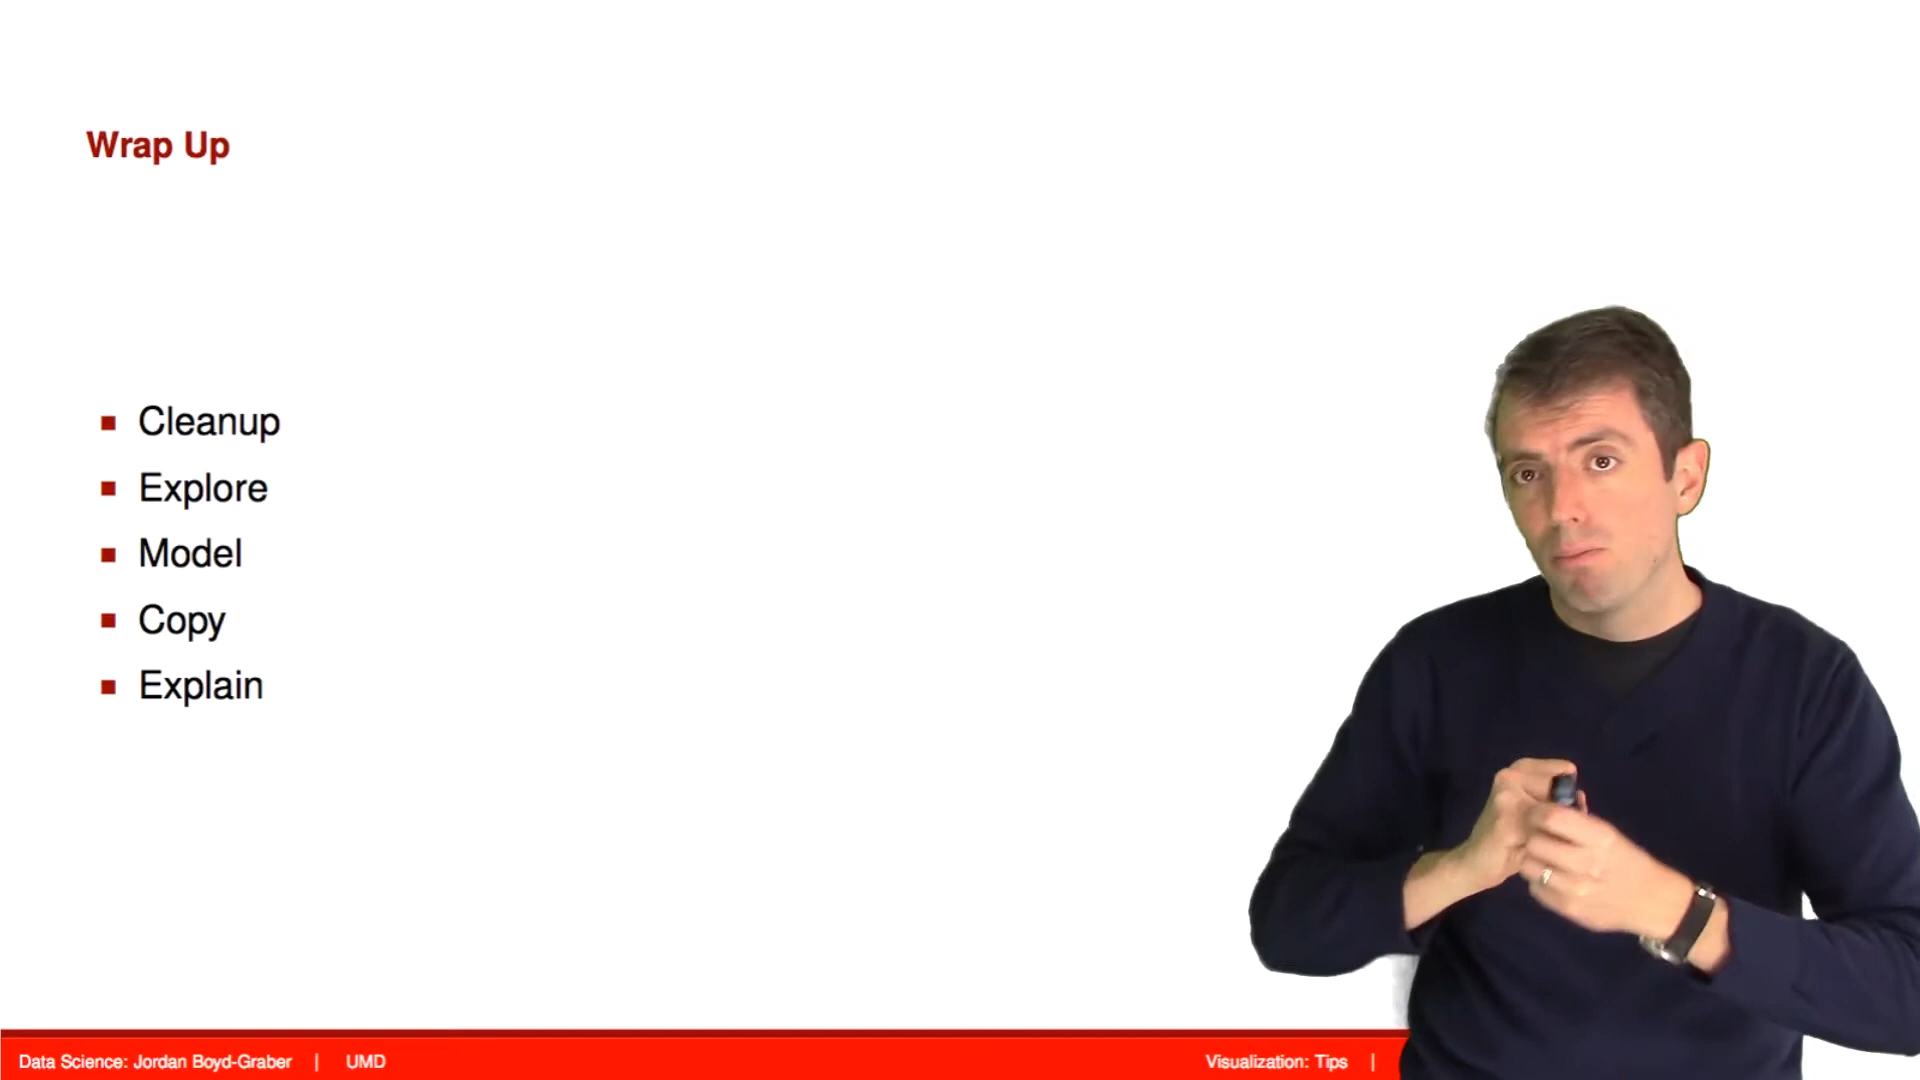 Wrap Up
Cleanup
Explore
Model
Copy
Explain
Data Science: Jordan Boyd-Graber | UMD Visualization: Tips |